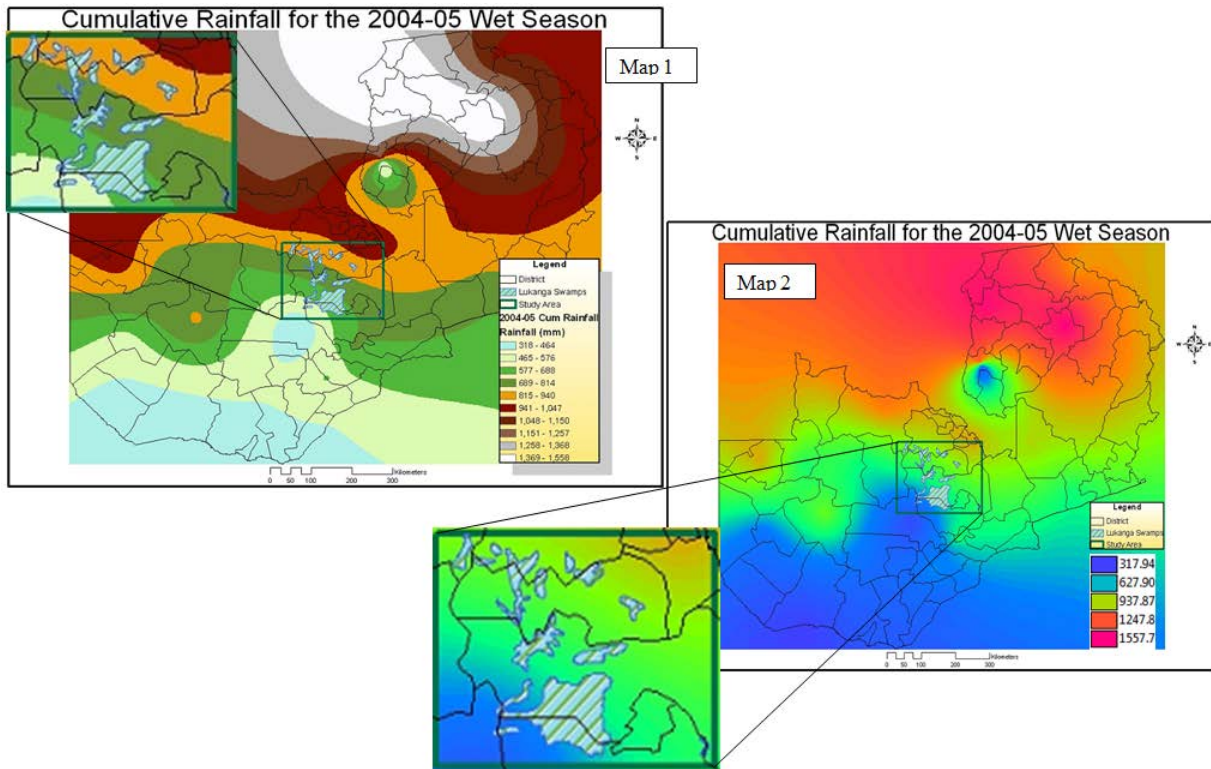 Cumulative Rainfall for the 2004-05 Wet Season
Map 1
N
W E
S
Legend
District
Lukanga Swamps
Study Area
2004-05 Cum Rainfall
Rainfall (mm)
318 - 464
465 - 576
577 - 688
689 - 814
815 - 940
941 - 1,047
1,048 - 1,150
1,151 - 1,257
1,258 - 1,368
1,369 - 1,558
Kilometers
0 50 100 200 300
Cumulative Rainfall for the 2004-05 Wet Season
Map 2
N
W E
S
Legend
District
Lukanga Swamps
Study Area
317.94
627.90
937.87
1247.8
1557.7
Kilometers
0 50 100 200 300